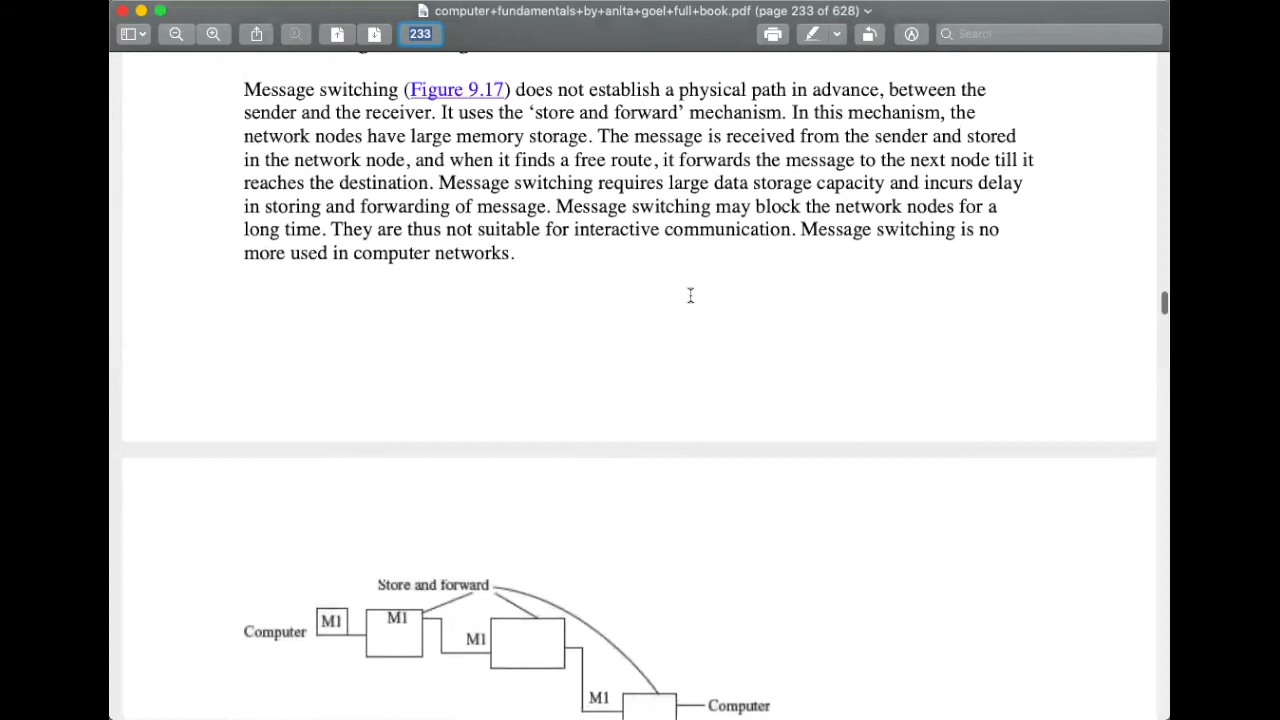 computer+fundamentals+by+anita+goel+full+book.pdf (page 233 of 628)
233
Search
Message switching (Figure 9.17) does not establish a physical path in advance, between the
sender and the receiver. It uses the ‘store and forward’ mechanism. In this mechanism, the
network nodes have large memory storage. The message is received from the sender and stored
in the network node, and when it finds a free route, it forwards the message to the next node till it
reaches the destination. Message switching requires large data storage capacity and incurs delay
in storing and forwarding of message. Message switching may block the network nodes for a
long time. They are thus not suitable for interactive communication. Message switching is no
more used in computer networks.
Store and forward
Computer M1 M1
M1
M1
Computer